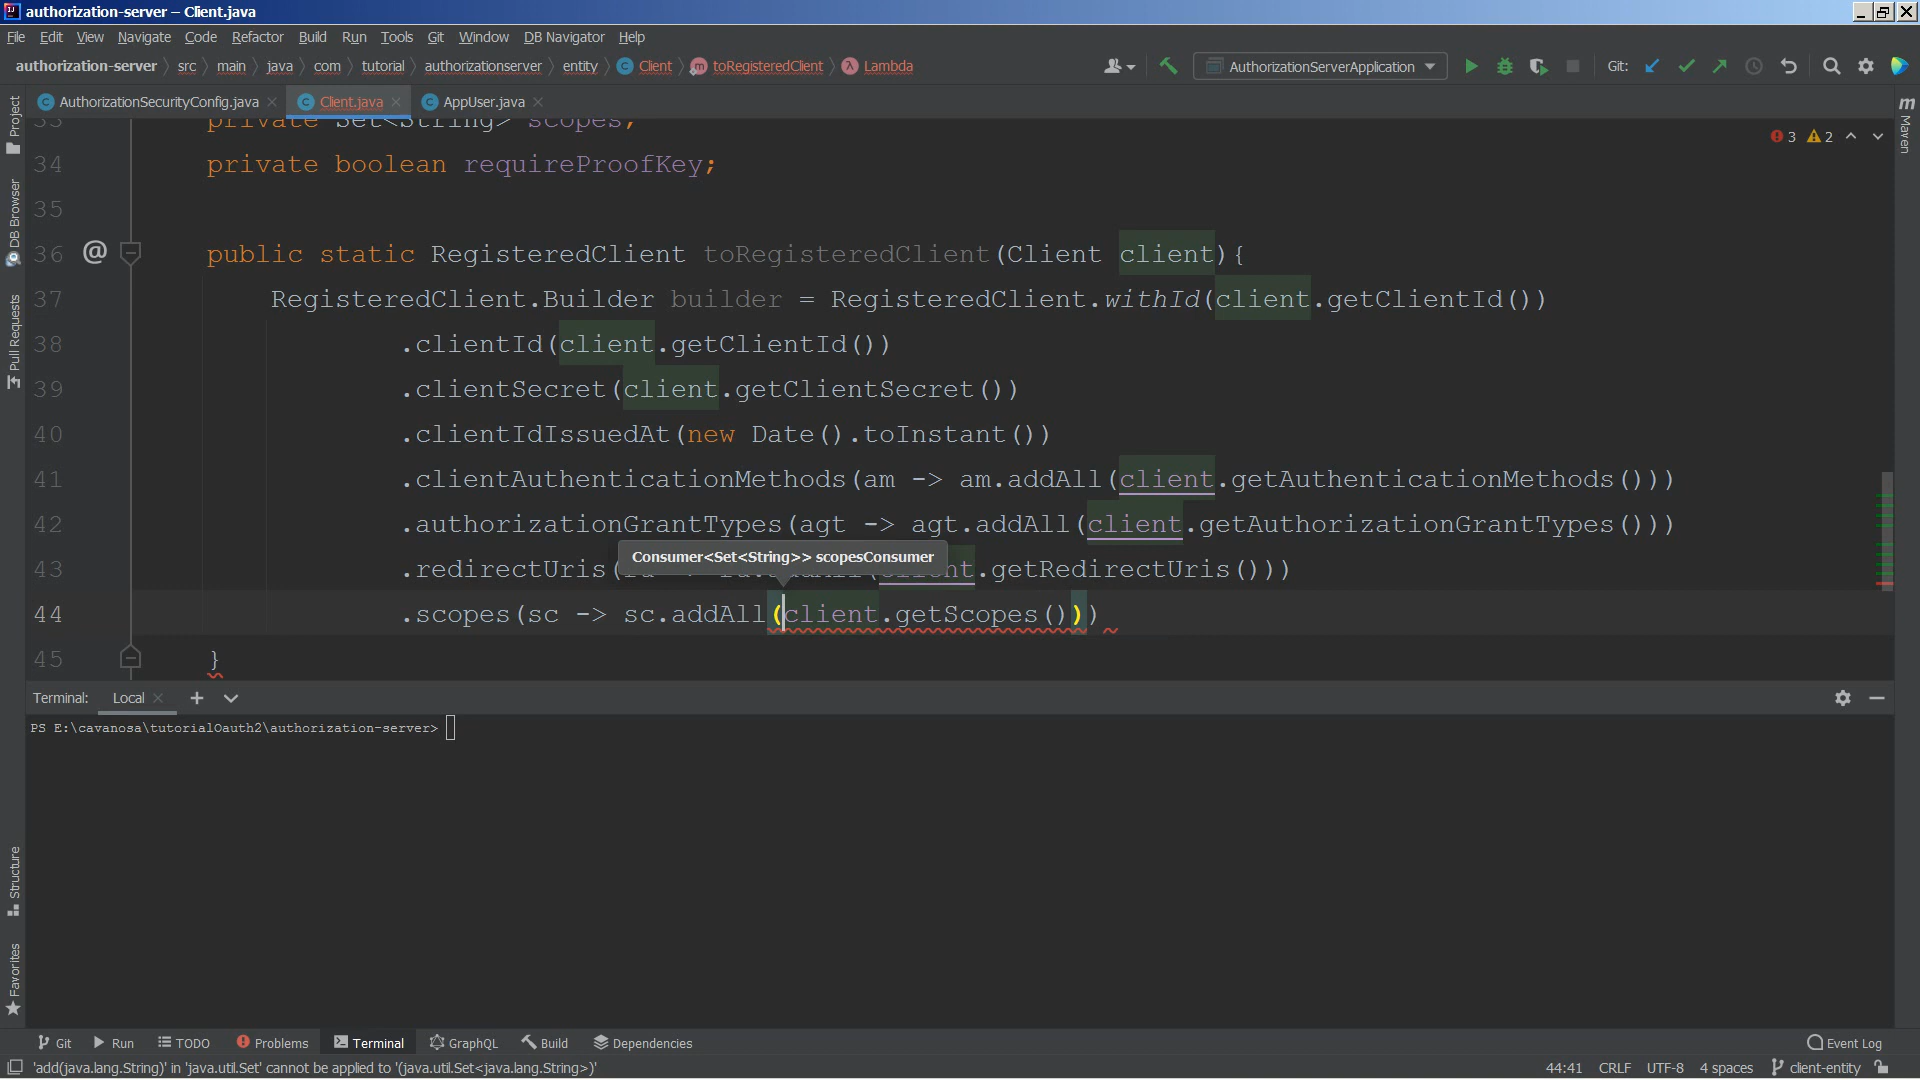 authorization-server – Client.java
File Edit View Navigate Code Refactor Build Run Tools Git Window DB Navigator Help
authorization-server src main java com tutorial authorizationserver entity Client toRegisteredClient Lambda
AuthorizationServerApplication Git:
AuthorizationSecurityConfig.java Client.java AppUser.java
3 2
33 private Set<String> scopes;
34 private boolean requireProofKey;
35
36 public static RegisteredClient toRegisteredClient(Client client){
37 RegisteredClient.Builder builder = RegisteredClient.withId(client.getClientId())
38 .clientId(client.getClientId())
39 .clientSecret(client.getClientSecret())
40 .clientIdIssuedAt(new Date().toInstant())
41 .clientAuthenticationMethods(am -> am.addAll(client.getAuthenticationMethods()))
42 .authorizationGrantTypes(agt -> agt.addAll(client.getAuthorizationGrantTypes()))
Consumer<Set<String>> scopesConsumer
43 .redirectUris( client.getRedirectUris()))
44 .scopes(sc -> sc.addAll(client.getScopes()))
45 }
Project
DB Browser
Pull Requests
Structure
Favorites
Maven
Terminal: Local
PS E:\cavanosa\tutorialOauth2\authorization-server>
Git Run TODO Problems Terminal GraphQL Build Dependencies Event Log
'add(java.lang.String)' in 'java.util.Set' cannot be applied to '(java.util.Set<java.lang.String>)' 44:41 CRLF UTF-8 4 spaces client-entity